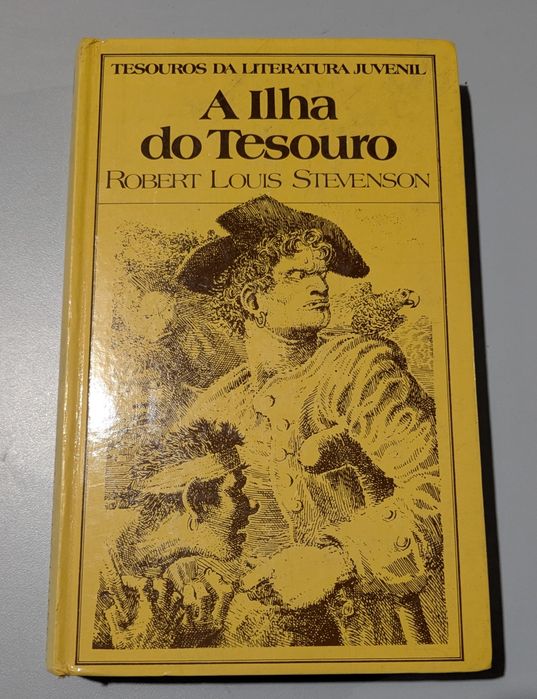 TESOUROS DA LITERATURA JUVENIL
A Ilha
do Tesouro
ROBERT LOUIS STEVENSON